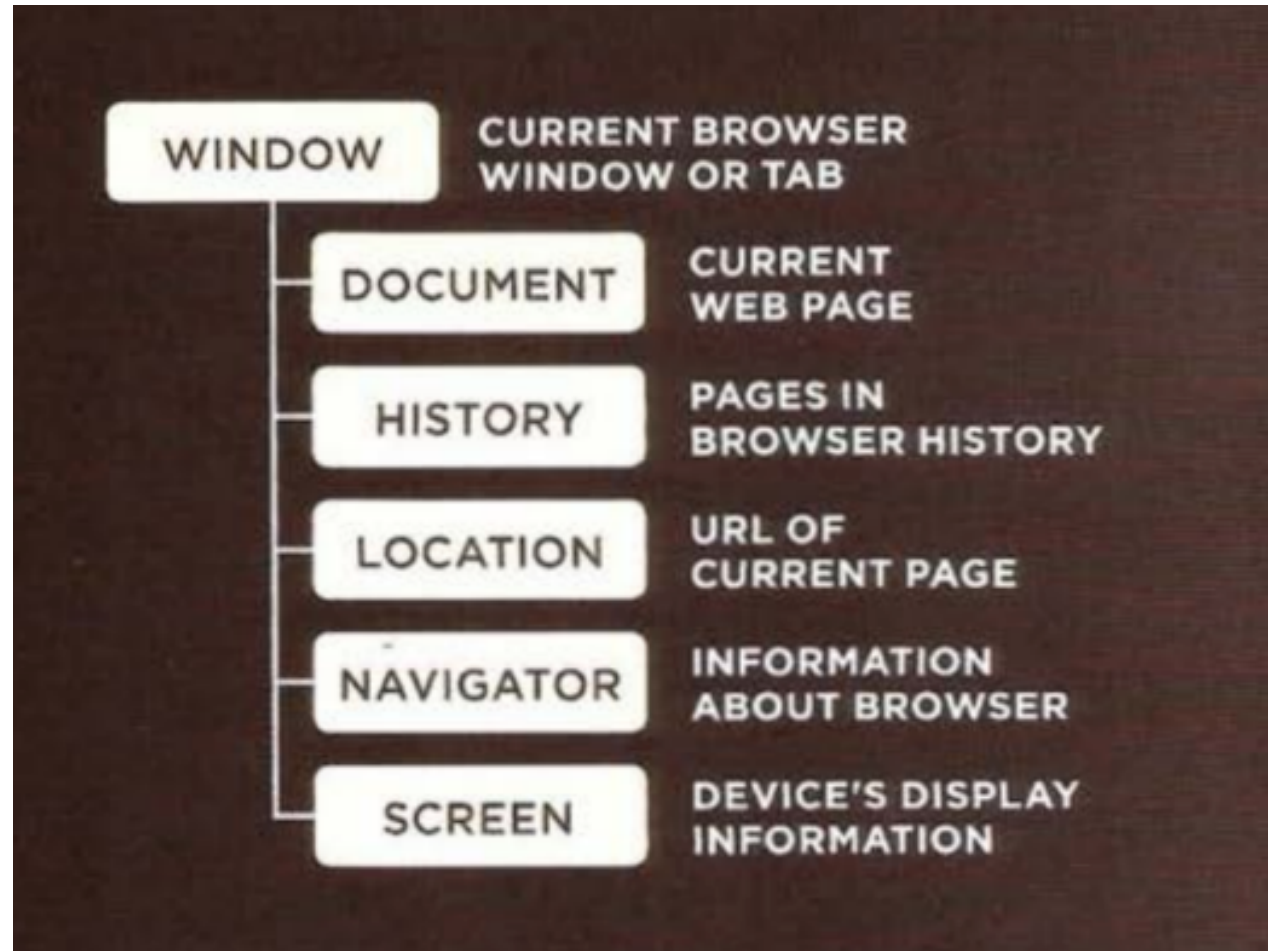 WINDOW
CURRENT BROWSER
WINDOW OR TAB
DOCUMENT
CURRENT
WEB PAGE
HISTORY
PAGES IN
BROWSER HISTORY
LOCATION
URL OF
CURRENT PAGE
NAVIGATOR
INFORMATION
ABOUT BROWSER
SCREEN
DEVICE'S DISPLAY
INFORMATION